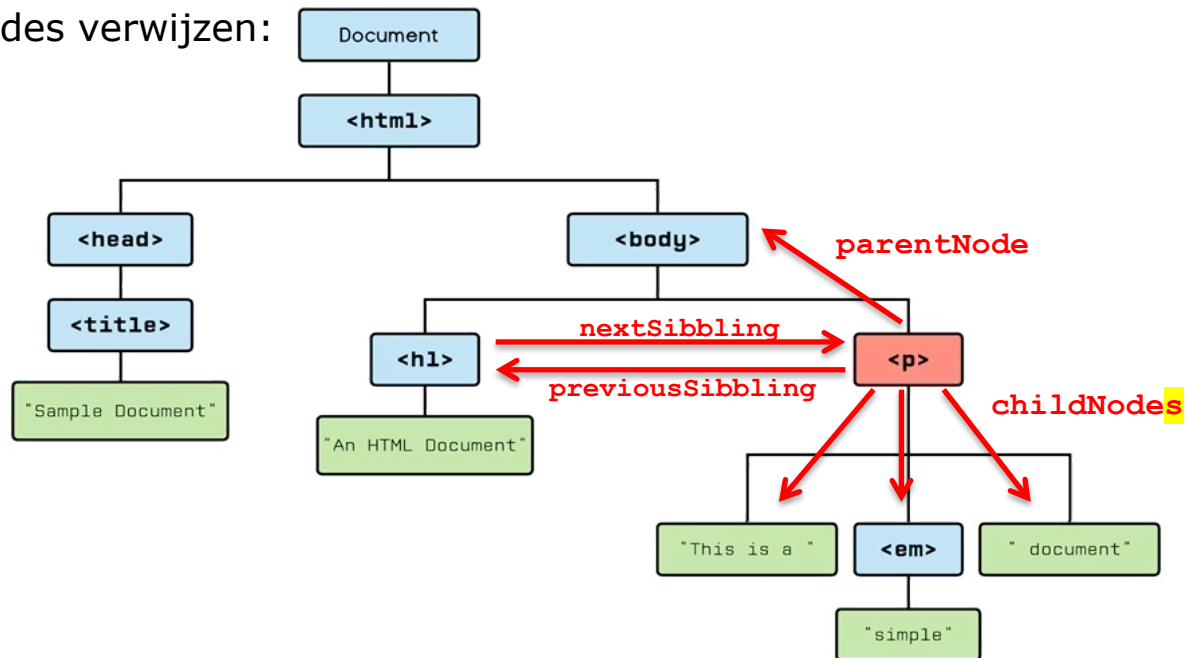 des verwijzen:
Document
<html>
<head>
<body>
parentNode
<title>
nextSibbling
<h1>
<p>
previousSibbling
childNodes
"Sample Document"
"An HTML Document"
"This is a "
<em>
" document"
"simple"